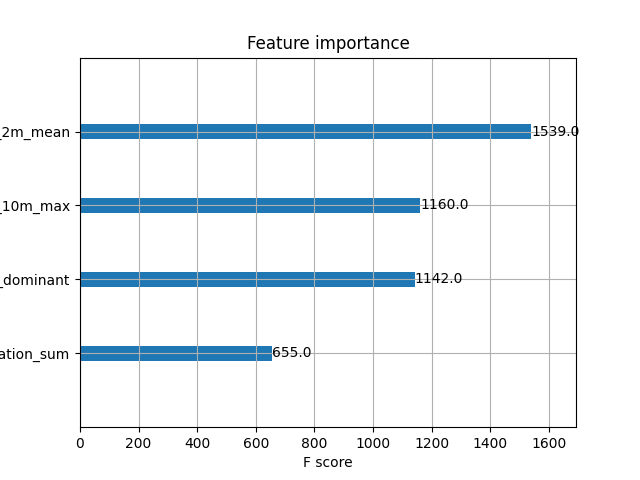 Feature importance
_2m_mean
1539.0
_10m_max
1160.0
_dominant
1142.0
ation_sum
655.0
0 200 400 600 800 1000 1200 1400 1600
F score